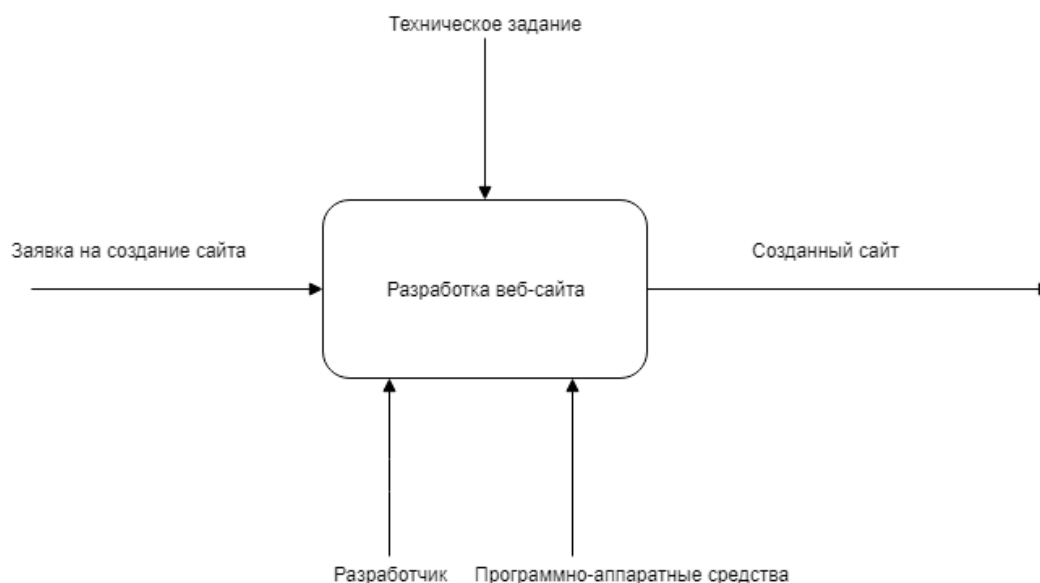 Техническое задание
Заявка на создание сайта
Созданный сайт
Разработка веб-сайта
Разработчик
Программно-аппаратные средства